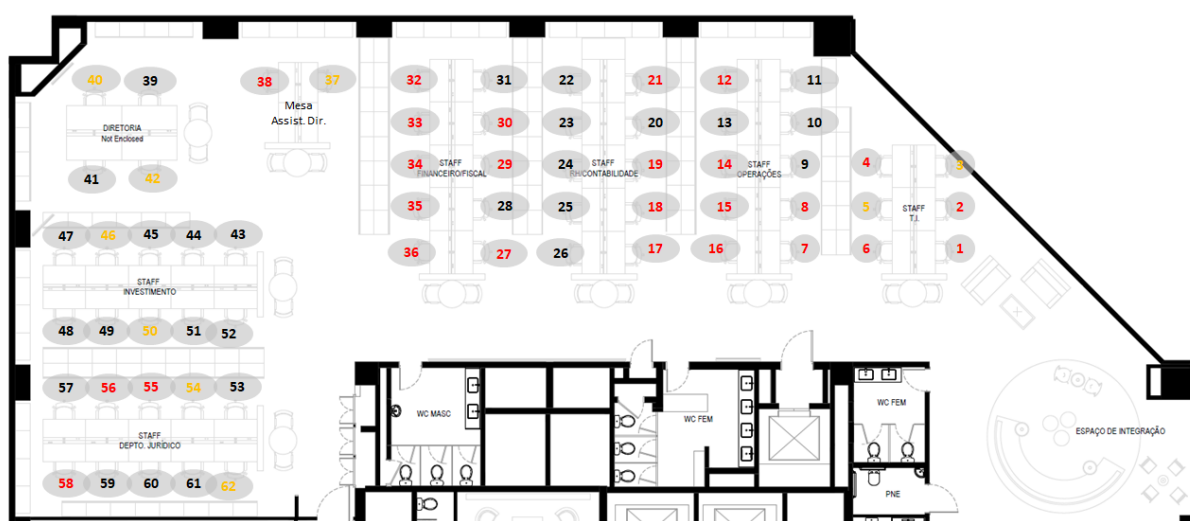 40 39 38 37 32 31 22 21 12 11
Mesa
Assist. Dir.
DIRETORIA
Not Enclosed
33 30 23 20 13 10
34 29 24 19 14 9 4 3
STAFF
FINANCEIRO/FISCAL
STAFF
RH/CONTABILIDADE
STAFF
OPERAÇÕES
41 42
35 28 25 18 15 8 5 2
STAFF
T.I.
47 46 45 44 43
36 27 26 17 16 7 6 1
STAFF
INVESTIMENTO
48 49 50 51 52
57 56 55 54 53
STAFF
DEPTO. JURÍDICO
58 59 60 61 62
WC MASC
WC FEM
WC FEM
ESPAÇO DE INTEGRAÇÃO
PNE